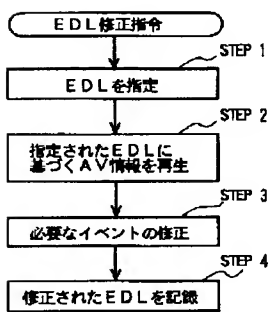 EDL修正指令
STEP 1
EDLを指定
STEP 2
指定されたEDLに
基づくAV情報を再生
STEP 3
必要なイベントの修正
STEP 4
修正されたEDLを記録